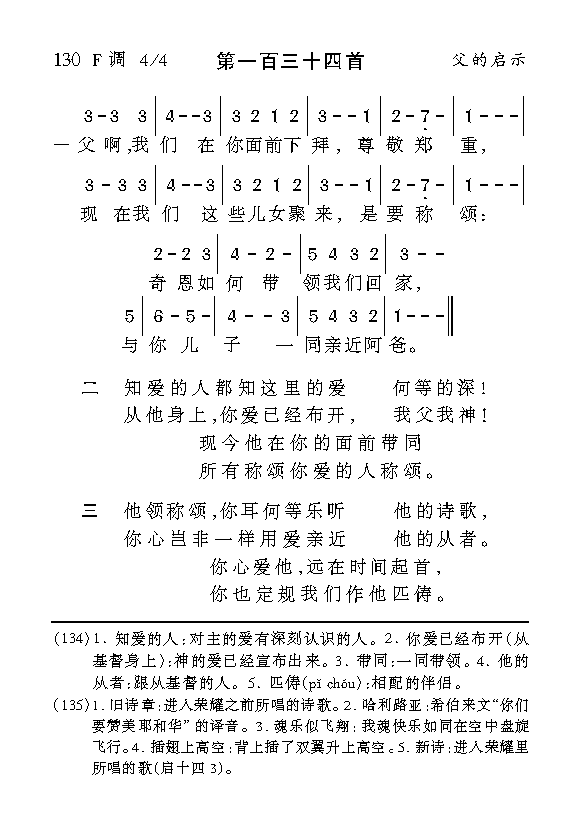 130 F 调 4/4 第一百三十四首 父的启示
3-3 3 | 4--3 | 3 2 1 2 | 3--1 | 2-7̣- | 1--- |
一 父 啊,我 们 在 你面前下 拜, 尊 敬 郑 重,
3-3 3 | 4--3 | 3 2 1 2 | 3--1 | 2-7̣- | 1--- |
现 在我 们 这 些儿女聚 来, 是 要 称 颂:
2-2 3 | 4-2- | 5 4 3 2 | 3--
奇 恩如 何 带 领我们回 家,
5 | 6-5- | 4--3 | 5 4 3 2 | 1--- ‖
与 你 儿 子 一 同亲近阿 爸。
二 知爱的人都知这里的爱 何等的深!
从他身上,你爱已经布开, 我父我神!
现今他在你的面前带同
所有称颂你爱的人称颂。
三 他领称颂,你耳何等乐听 他的诗歌,
你心岂非一样用爱亲近 他的从者。
你心爱他,远在时间起首,
你也定规我们作他匹俦。
(134)1. 知爱的人:对主的爱有深刻认识的人。2. 你爱已经布开(从
基督身上):神的爱已经宣布出来。3. 带同:一同带领。4. 他的
从者:跟从基督的人。5. 匹俦(pǐ chóu):相配的伴侣。
(135)1. 旧诗章:进入荣耀之前所唱的诗歌。2. 哈利路亚:希伯来文“你们
要赞美耶和华”的译音。3. 魂乐似飞翔:我魂快乐如同在空中盘旋
飞行。4. 插翅上高空:背上插了双翼升上高空。5. 新诗:进入荣耀里
所唱的歌(启十四 3)。